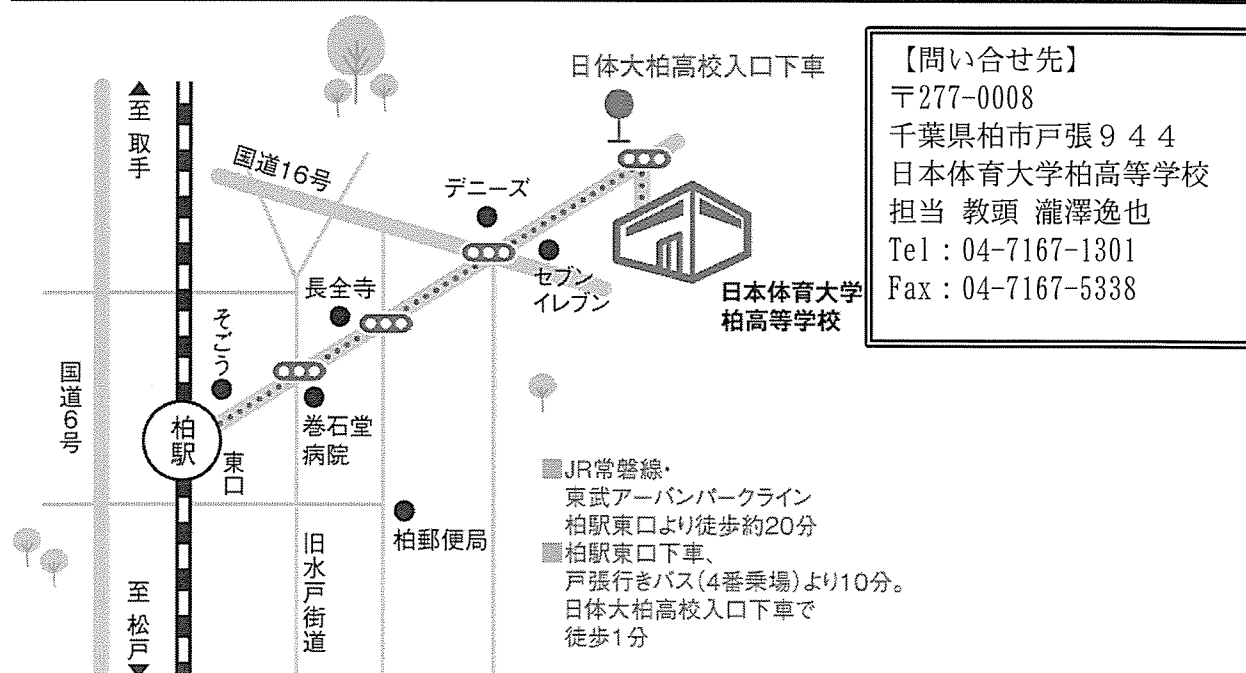 日体大柏高校入口下車
【問い合せ先】
〒277-0008
千葉県柏市戸張９４４
日本体育大学柏高等学校
担当 教頭 瀧澤逸也
Tel：04-7167-1301
Fax：04-7167-5338
▲至 取手
国道16号
デニーズ
セブン
イレブン
日本体育大学
柏高等学校
長全寺
そごう
国道6号
柏駅
東口
巻石堂
病院
柏郵便局
旧水戸街道
至 松戸▼
■JR常磐線・
東武アーバンパークライン
柏駅東口より徒歩約20分
■柏駅東口下車、
戸張行きバス（4番乗場）より10分。
日体大柏高校入口下車で
徒歩1分